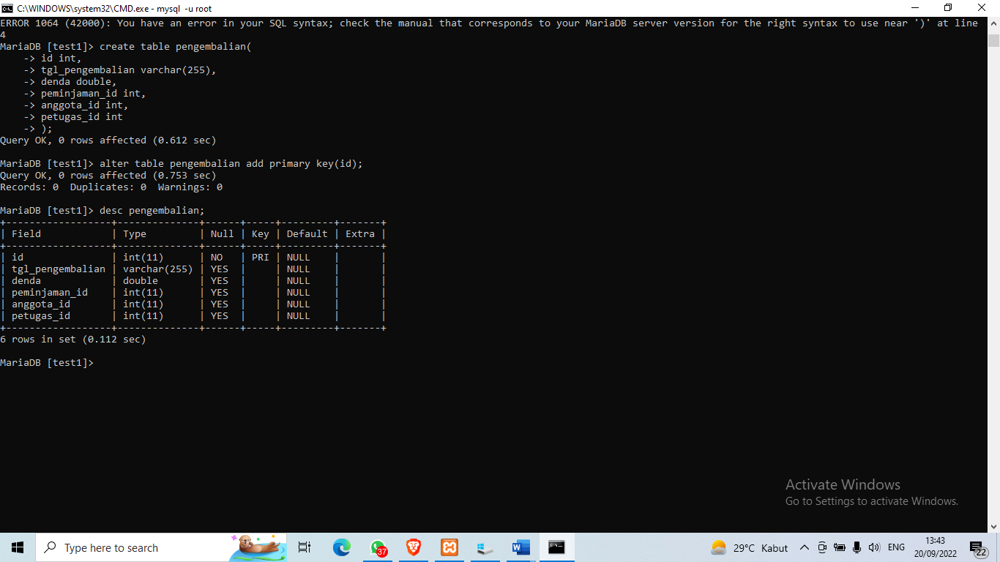 C:\WINDOWS\system32\CMD.exe - mysql  -u root
ERROR 1064 (42000): You have an error in your SQL syntax; check the manual that corresponds to your MariaDB server version for the right syntax to use near ')' at line
4
MariaDB [test1]> create table pengembalian(
    -> id int,
    -> tgl_pengembalian varchar(255),
    -> denda double,
    -> peminjaman_id int,
    -> anggota_id int,
    -> petugas_id int
    -> );
Query OK, 0 rows affected (0.612 sec)
MariaDB [test1]> alter table pengembalian add primary key(id);
Query OK, 0 rows affected (0.753 sec)
Records: 0  Duplicates: 0  Warnings: 0
MariaDB [test1]> desc pengembalian;
+------------------+--------------+------+-----+---------+-------+
| Field            | Type         | Null | Key | Default | Extra |
+------------------+--------------+------+-----+---------+-------+
| id               | int(11)      | NO   | PRI | NULL    |       |
| tgl_pengembalian | varchar(255) | YES  |     | NULL    |       |
| denda            | double       | YES  |     | NULL    |       |
| peminjaman_id    | int(11)      | YES  |     | NULL    |       |
| anggota_id       | int(11)      | YES  |     | NULL    |       |
| petugas_id       | int(11)      | YES  |     | NULL    |       |
+------------------+--------------+------+-----+---------+-------+
6 rows in set (0.112 sec)
MariaDB [test1]>
Activate Windows
Go to Settings to activate Windows.
Type here to search
37
29°C Kabut
ENG
13:43
20/09/2022
22